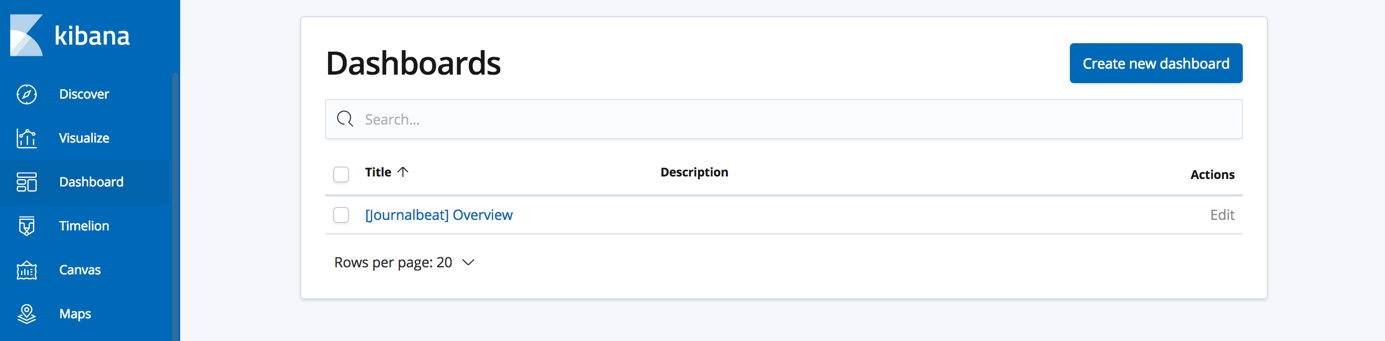 kibana
Discover
Visualize
Dashboard
Timelion
Canvas
Maps
Dashboards
Create new dashboard
Search...
Title Description Actions
[Journalbeat] Overview Edit
Rows per page: 20